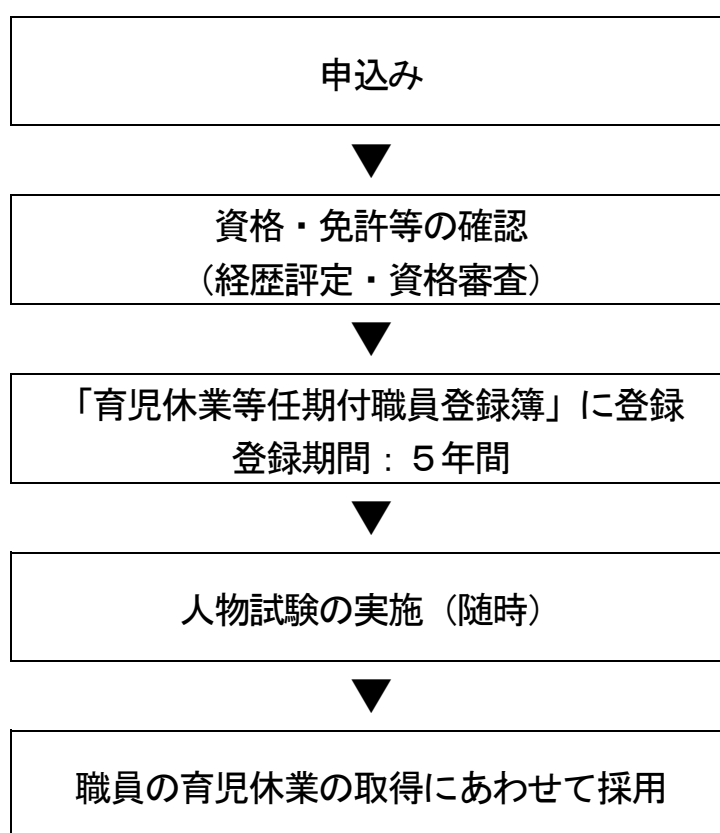 申込み
▼
資格・免許等の確認
（経歴評定・資格審査）
▼
「育児休業等任期付職員登録簿」に登録
登録期間：５年間
▼
人物試験の実施（随時）
▼
職員の育児休業の取得にあわせて採用